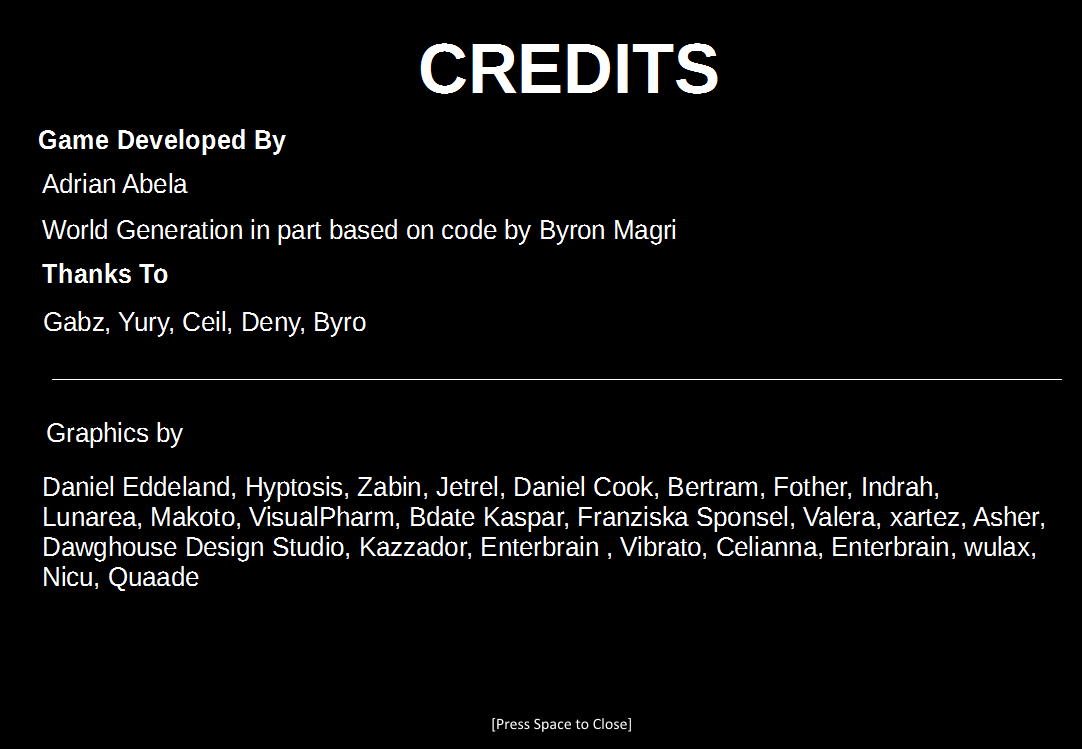 CREDITS
Game Developed By
Adrian Abela
World Generation in part based on code by Byron Magri
Thanks To
Gabz, Yury, Ceil, Deny, Byro
Graphics by
Daniel Eddeland, Hyptosis, Zabin, Jetrel, Daniel Cook, Bertram, Fother, Indrah,
Lunarea, Makoto, VisualPharm, Bdate Kaspar, Franziska Sponsel, Valera, xartez, Asher,
Dawghouse Design Studio, Kazzador, Enterbrain , Vibrato, Celianna, Enterbrain, wulax,
Nicu, Quaade
[Press Space to Close]